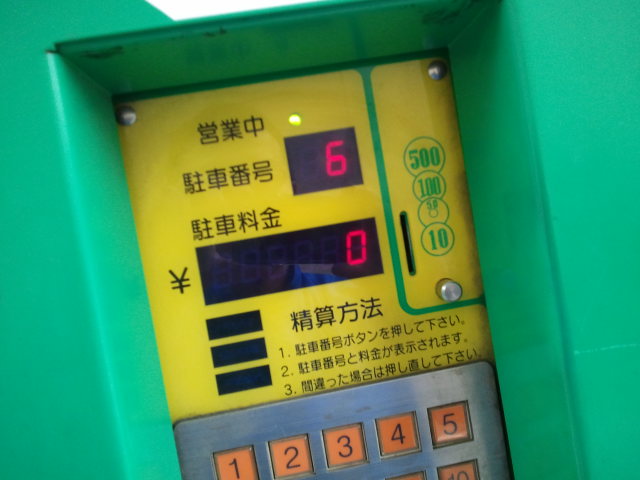 営業中
駐車番号 6
駐車料金
¥ 0
500
100
50
10
精算方法
1. 駐車番号ボタンを押して下さい。
2. 駐車番号と料金が表示されます。
3. 間違った場合は押し直して下さい。
1 2 3 4 5
10